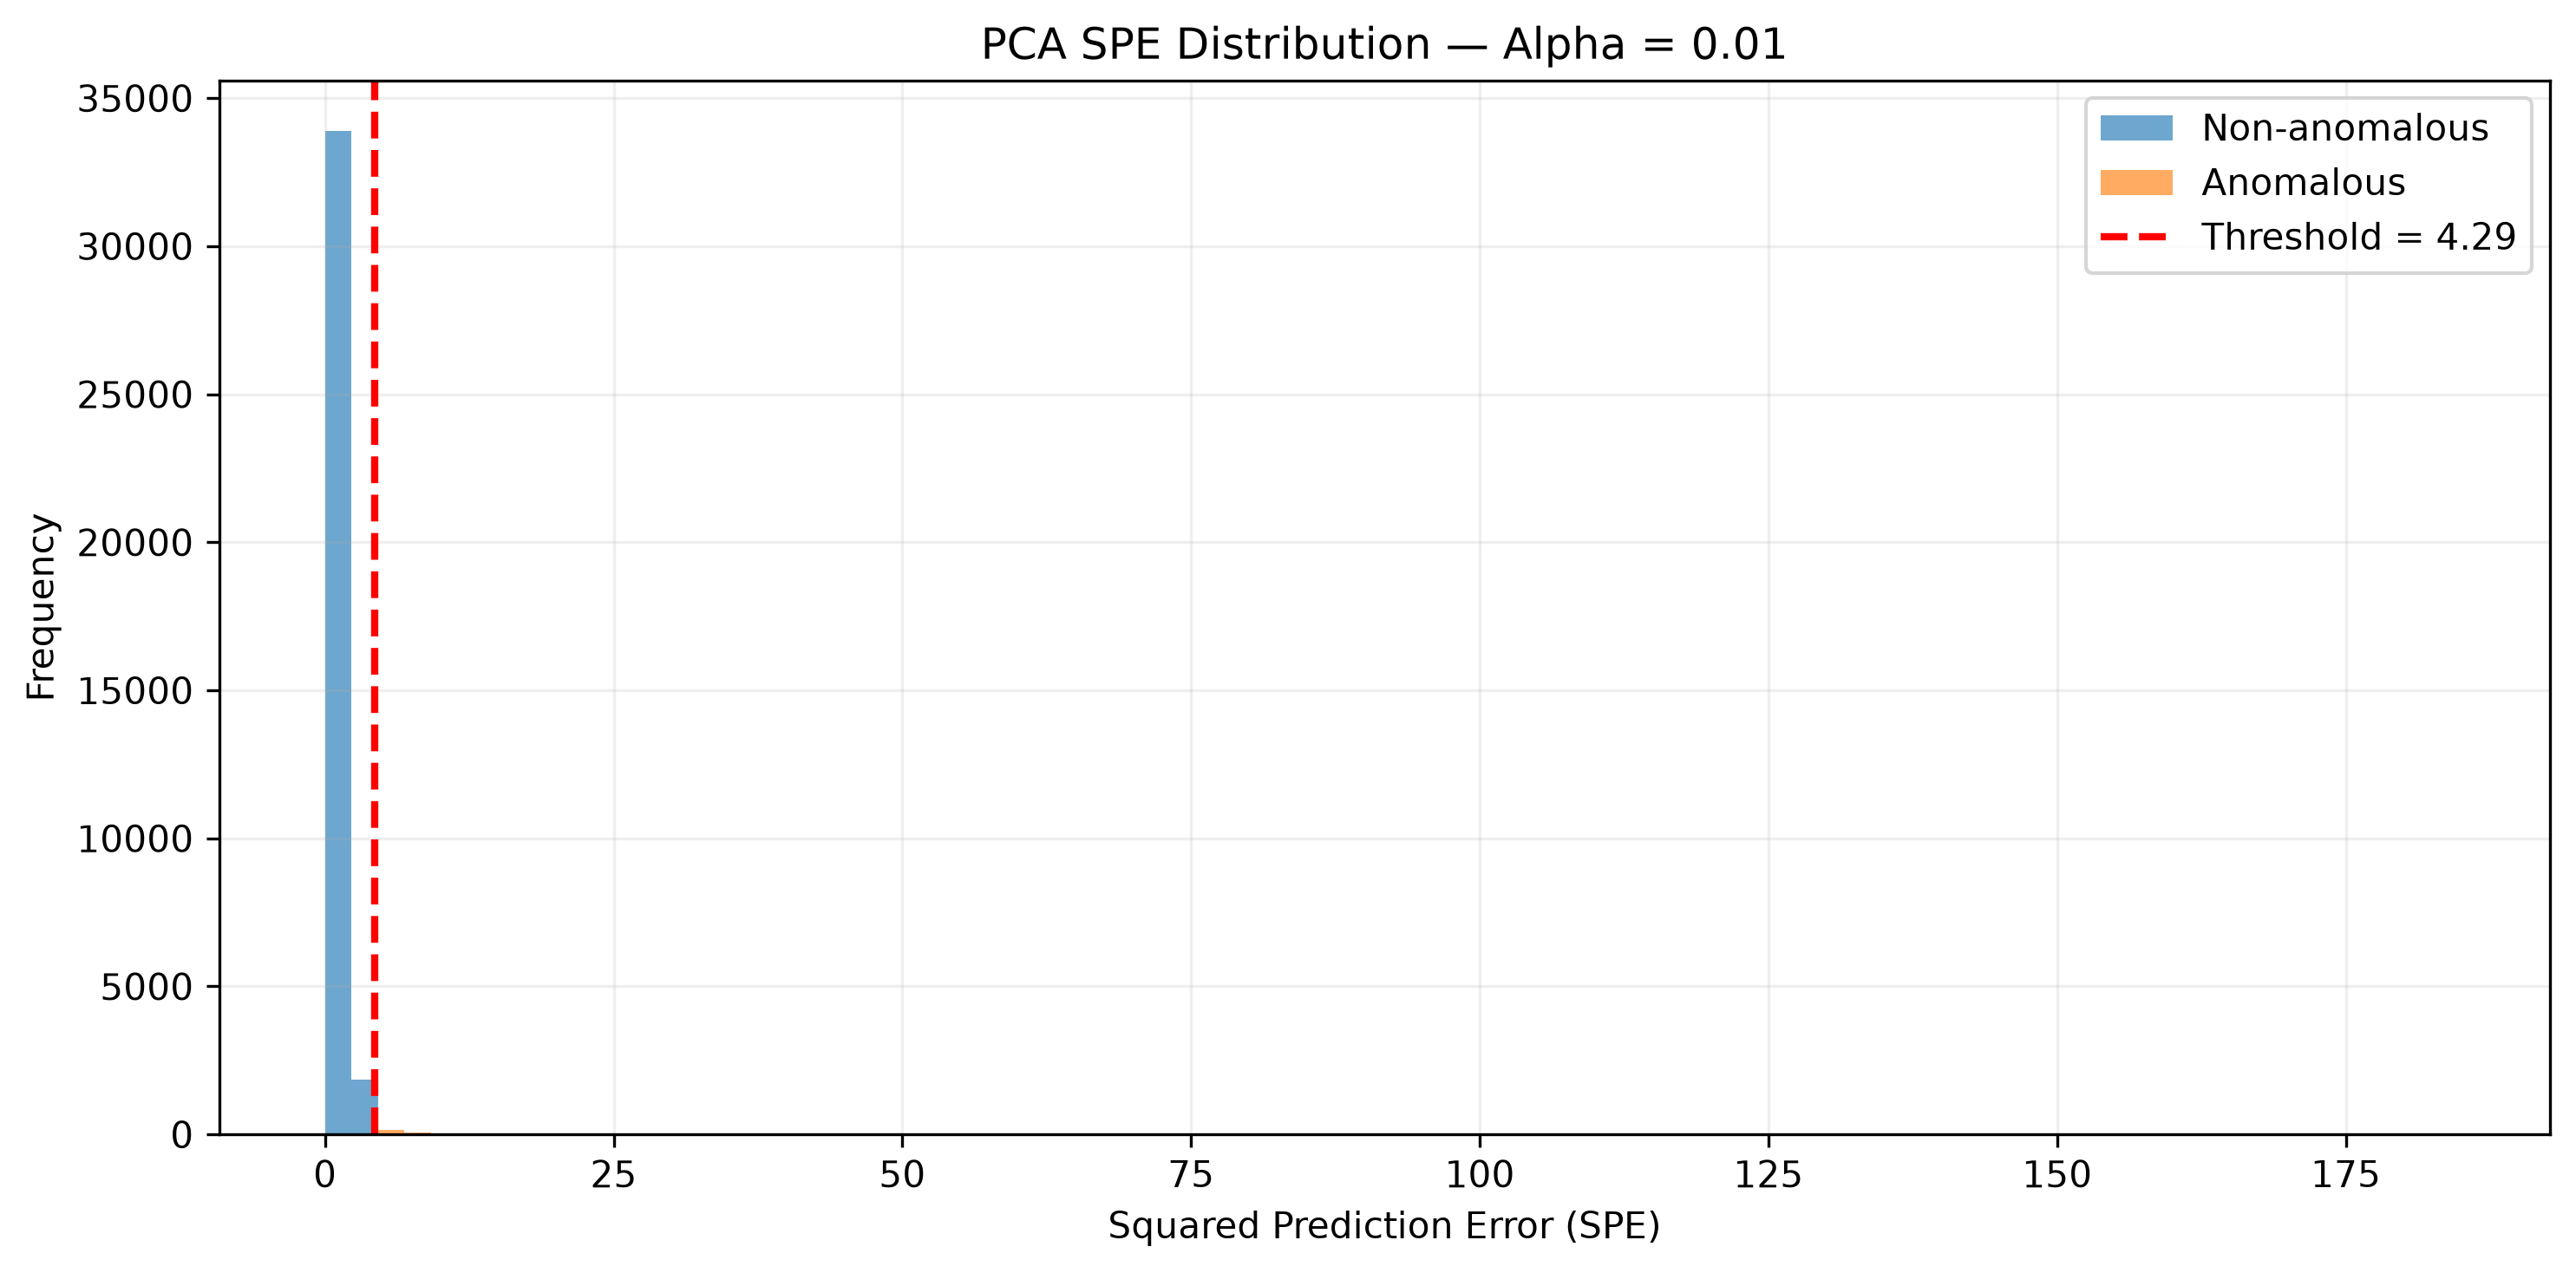 PCA SPE Distribution — Alpha = 0.01
Non-anomalous
Anomalous
Threshold = 4.29
35000
30000
25000
20000
15000
10000
5000
0
Frequency
0 25 50 75 100 125 150 175
Squared Prediction Error (SPE)